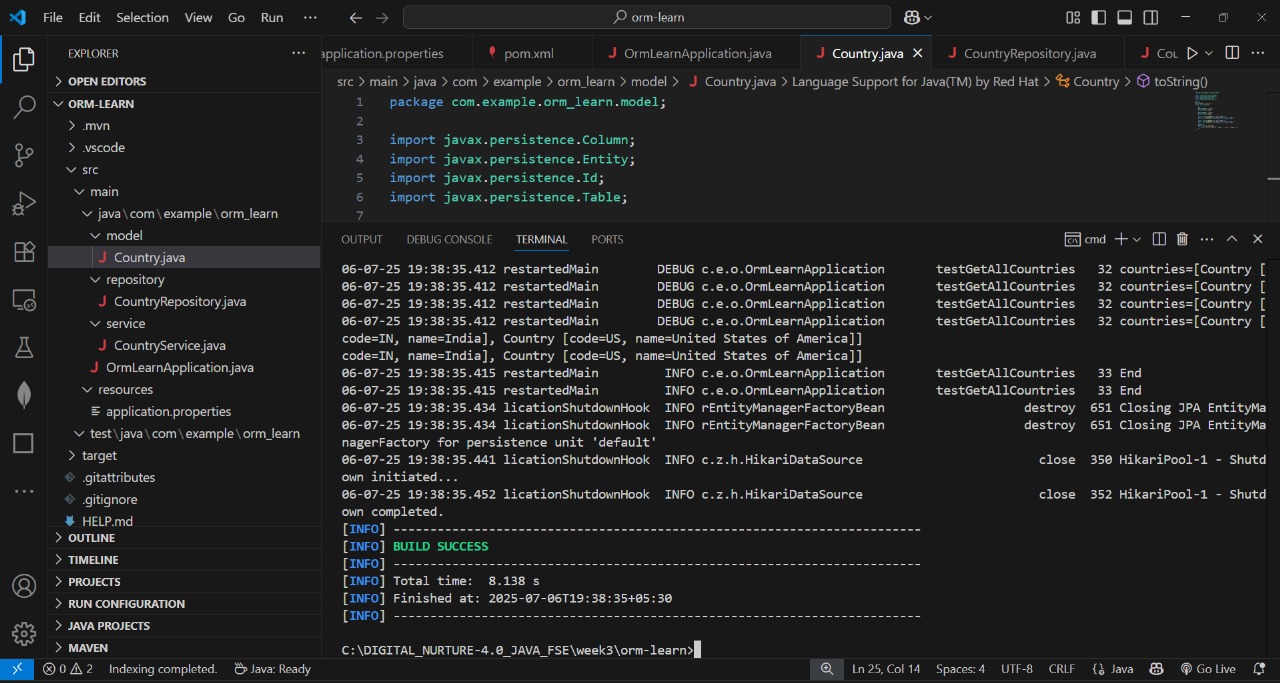 File Edit Selection View Go Run ···
orm-learn
EXPLORER
OPEN EDITORS
ORM-LEARN
.mvn
.vscode
src
main
java\com\example\orm_learn
model
Country.java
repository
CountryRepository.java
service
CountryService.java
OrmLearnApplication.java
resources
application.properties
test\java\com\example\orm_learn
target
.gitattributes
.gitignore
HELP.md
OUTLINE
TIMELINE
PROJECTS
RUN CONFIGURATION
JAVA PROJECTS
MAVEN
application.properties pom.xml OrmLearnApplication.java Country.java CountryRepository.java Cou
src > main > java > com > example > orm_learn > model > Country.java > Language Support for Java(TM) by Red Hat > Country > toString()
1 package com.example.orm_learn.model;
2
3 import javax.persistence.Column;
4 import javax.persistence.Entity;
5 import javax.persistence.Id;
6 import javax.persistence.Table;
7
OUTPUT DEBUG CONSOLE TERMINAL PORTS
cmd
06-07-25 19:38:35.412 restartedMain DEBUG c.e.o.OrmLearnApplication testGetAllCountries 32 countries=[Country [
06-07-25 19:38:35.412 restartedMain DEBUG c.e.o.OrmLearnApplication testGetAllCountries 32 countries=[Country [
06-07-25 19:38:35.412 restartedMain DEBUG c.e.o.OrmLearnApplication testGetAllCountries 32 countries=[Country [
06-07-25 19:38:35.412 restartedMain DEBUG c.e.o.OrmLearnApplication testGetAllCountries 32 countries=[Country [
code=IN, name=India], Country [code=US, name=United States of America]]
code=IN, name=India], Country [code=US, name=United States of America]]
06-07-25 19:38:35.415 restartedMain INFO c.e.o.OrmLearnApplication testGetAllCountries 33 End
06-07-25 19:38:35.415 restartedMain INFO c.e.o.OrmLearnApplication testGetAllCountries 33 End
06-07-25 19:38:35.434 licationShutdownHook INFO rEntityManagerFactoryBean destroy 651 Closing JPA EntityMa
06-07-25 19:38:35.434 licationShutdownHook INFO rEntityManagerFactoryBean destroy 651 Closing JPA EntityMa
nagerFactory for persistence unit 'default'
06-07-25 19:38:35.441 licationShutdownHook INFO c.z.h.HikariDataSource close 350 HikariPool-1 - Shutd
own initiated...
06-07-25 19:38:35.452 licationShutdownHook INFO c.z.h.HikariDataSource close 352 HikariPool-1 - Shutd
own completed.
[INFO] ------------------------------------------------------------------------
[INFO] BUILD SUCCESS
[INFO] ------------------------------------------------------------------------
[INFO] Total time:  8.138 s
[INFO] Finished at: 2025-07-06T19:38:35+05:30
[INFO] ------------------------------------------------------------------------
C:\DIGITAL_NURTURE-4.0_JAVA_FSE\week3\orm-learn>
0 2 Indexing completed. Java: Ready Ln 25, Col 14 Spaces: 4 UTF-8 CRLF {} Java Go Live